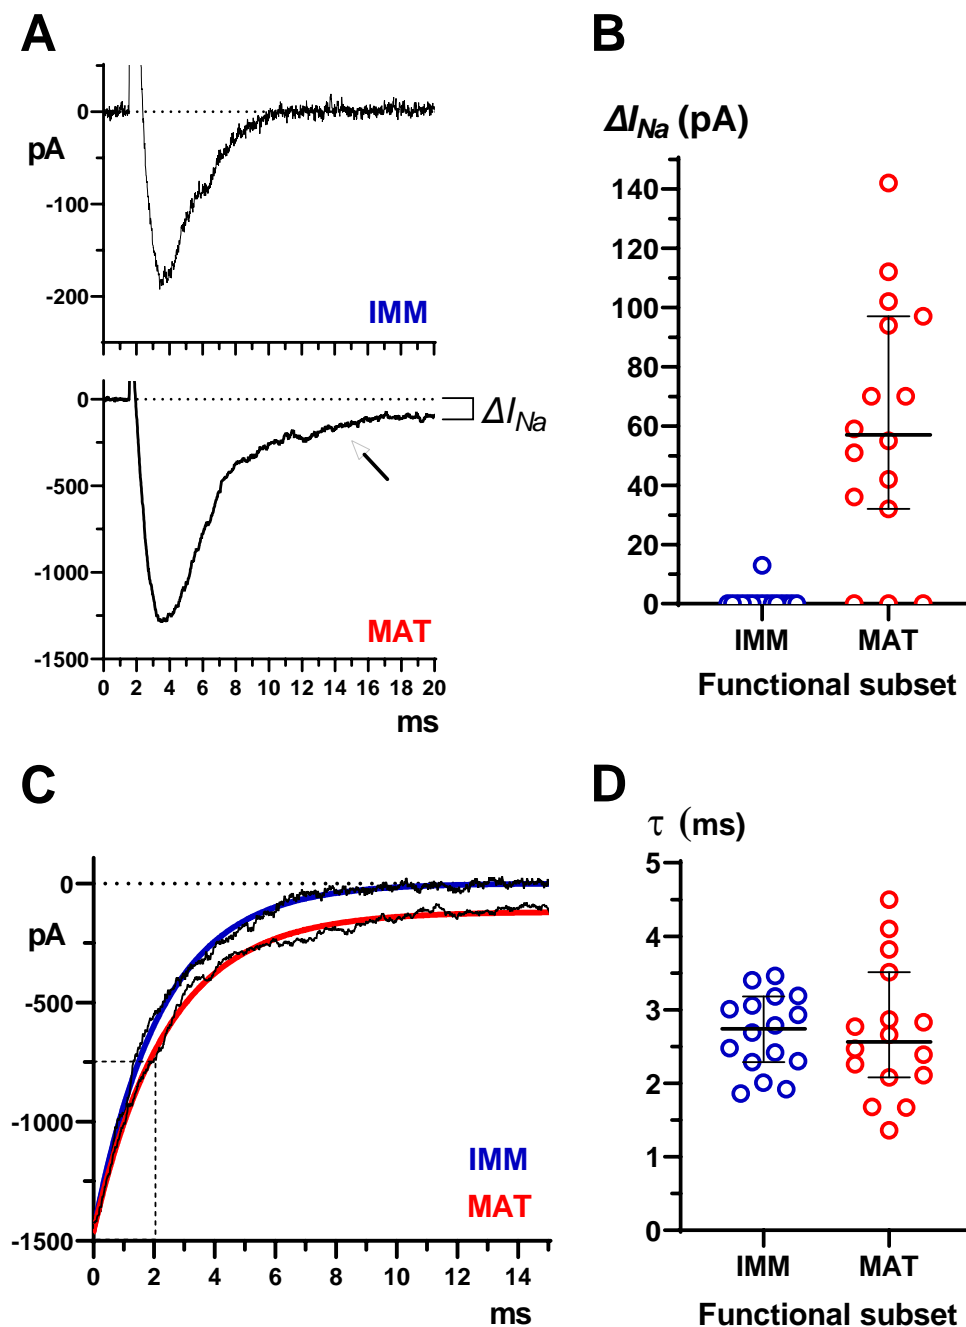 A
0
pA
-100
-200
IMM
0
ΔI_Na
-500
-1000
MAT
-1500
0 2 4 6 8 10 12 14 16 18 20
ms
B
ΔI_Na (pA)
140
120
100
80
60
40
20
0
IMM MAT
Functional subset
C
0
pA
-500
-1000
IMM
MAT
-1500
0 2 4 6 8 10 12 14
ms
D
τ (ms)
5
4
3
2
1
0
IMM MAT
Functional subset